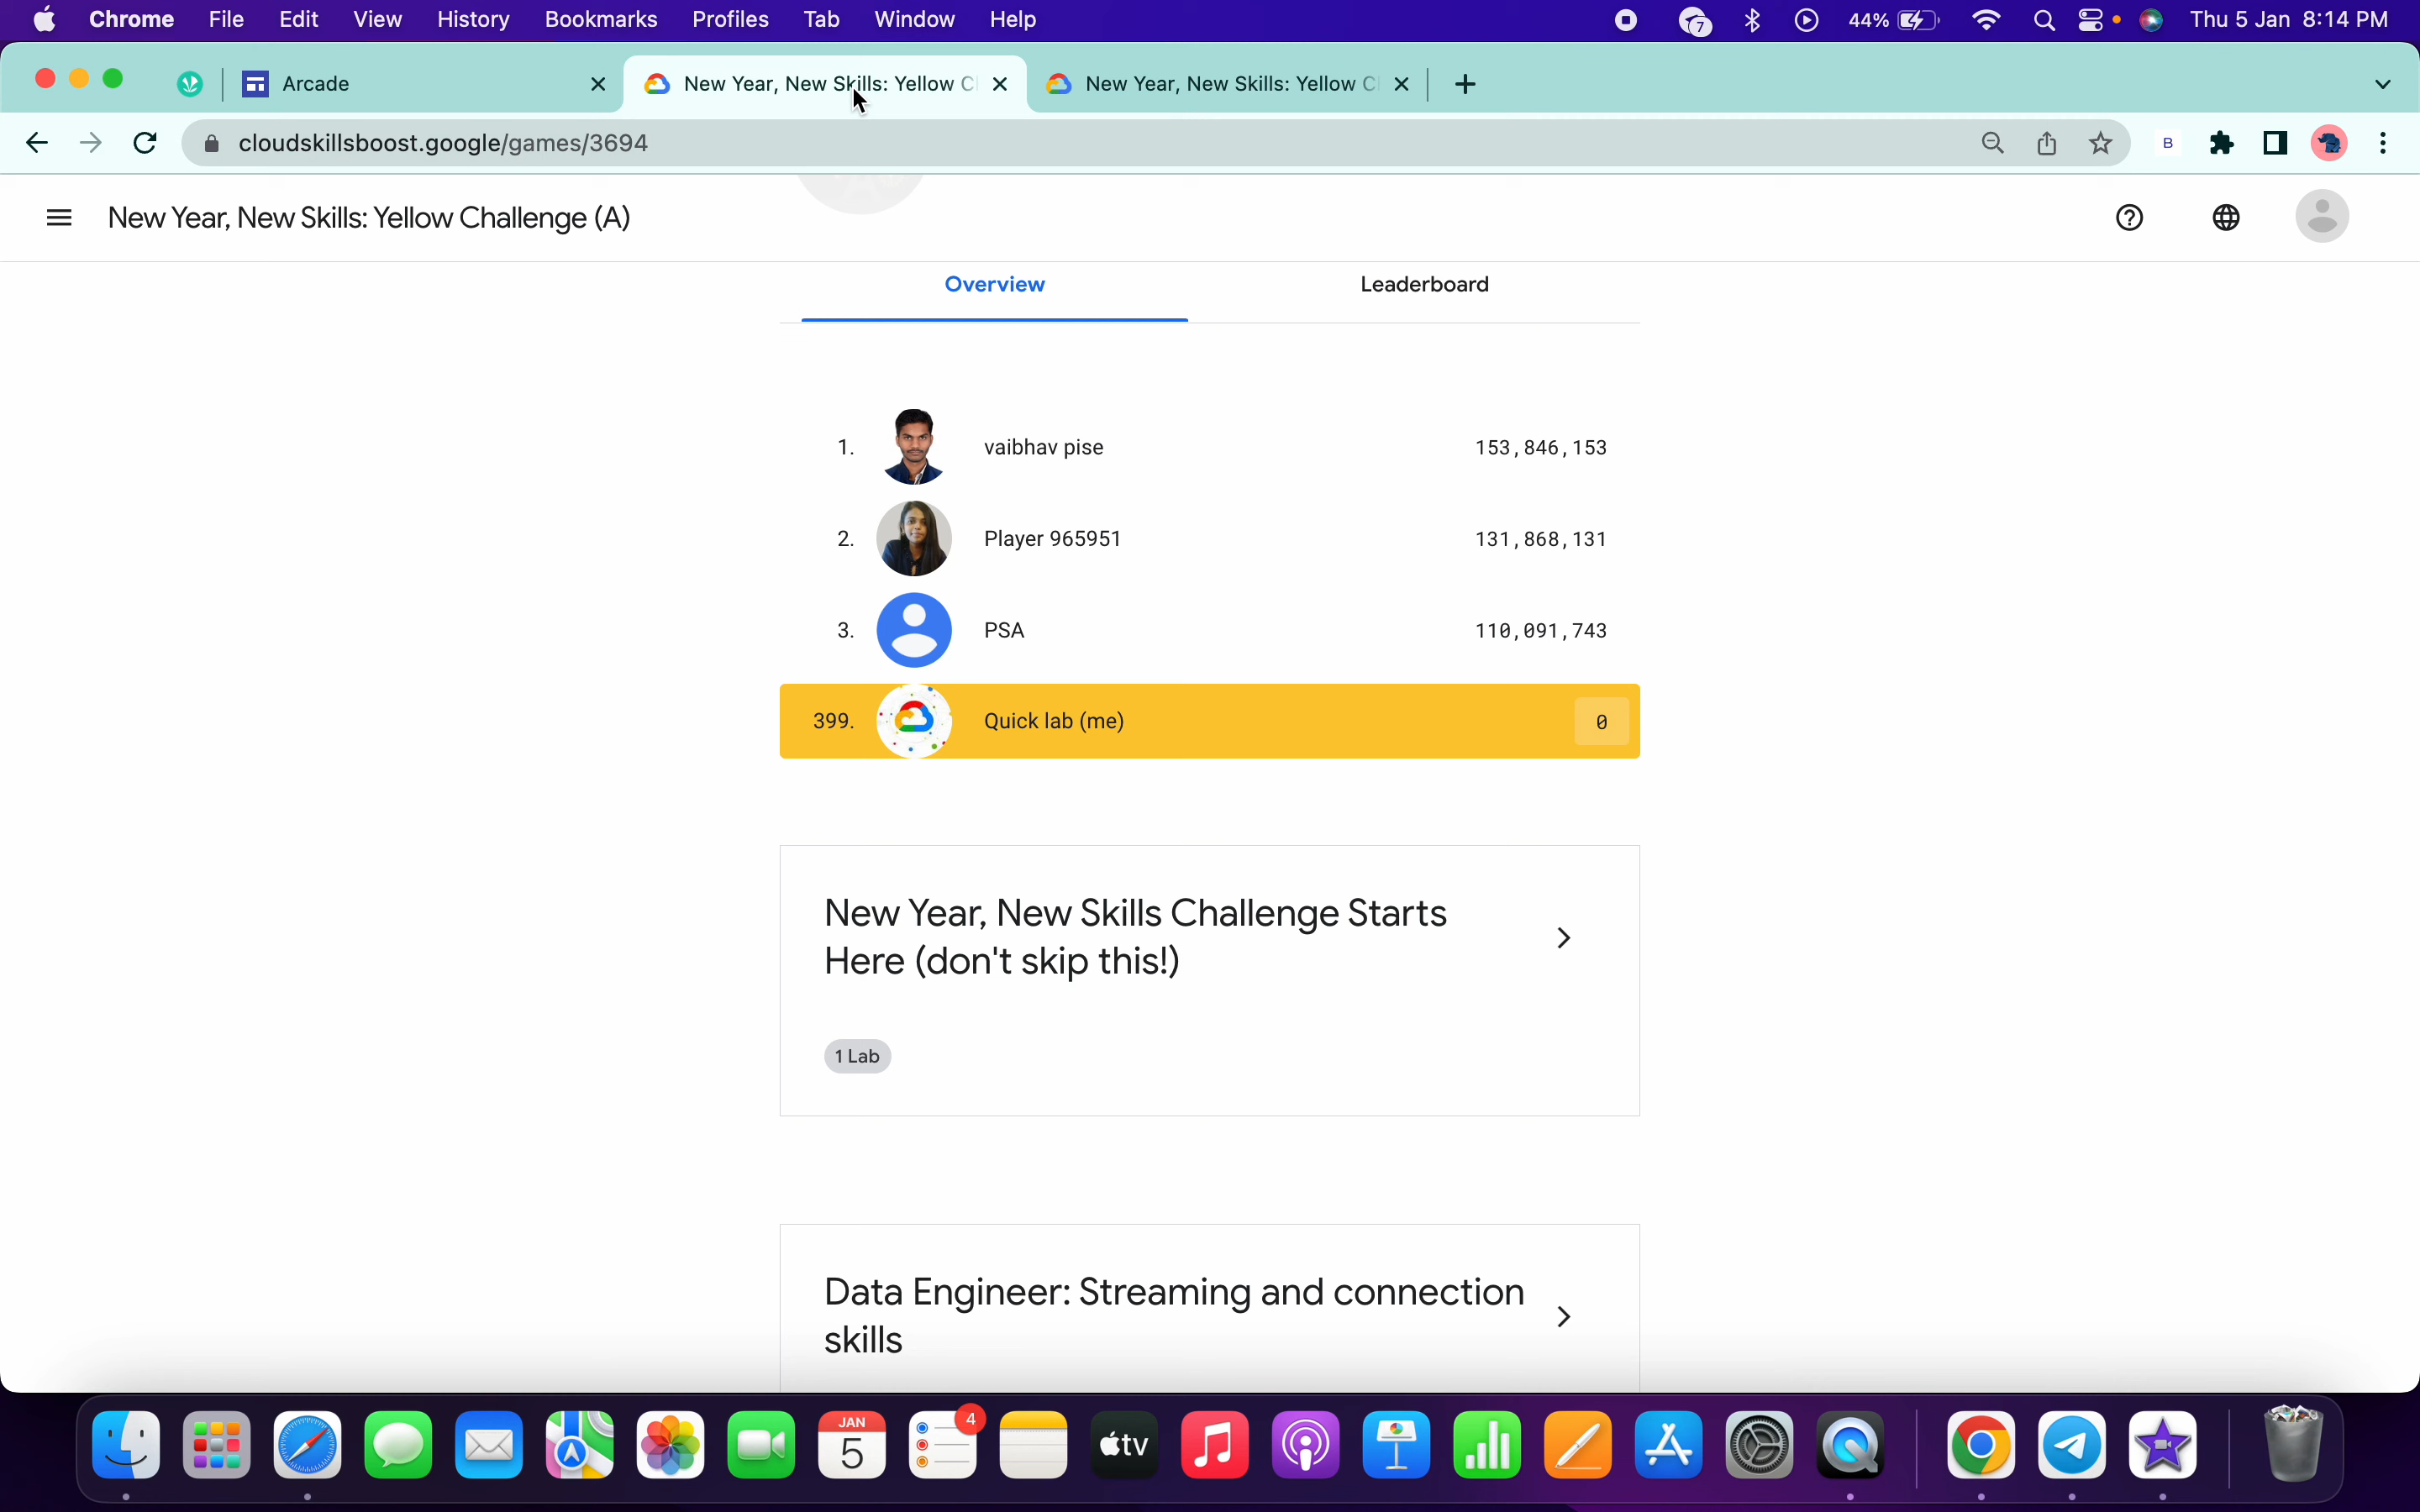 Chrome File Edit View History Bookmarks Profiles Tab Window Help 7 44% Thu 5 Jan 8:14 PM
Arcade New Year, New Skills: Yellow C New Year, New Skills: Yellow C
cloudskillsboost.google/games/3694 B
New Year, New Skills: Yellow Challenge (A)
Overview Leaderboard
1. vaibhav pise 153,846,153
2. Player 965951 131,868,131
3. PSA 110,091,743
399. Quick lab (me) 0
New Year, New Skills Challenge Starts
Here (don't skip this!)
1 Lab
Data Engineer: Streaming and connection
skills
JAN
5
4
tv